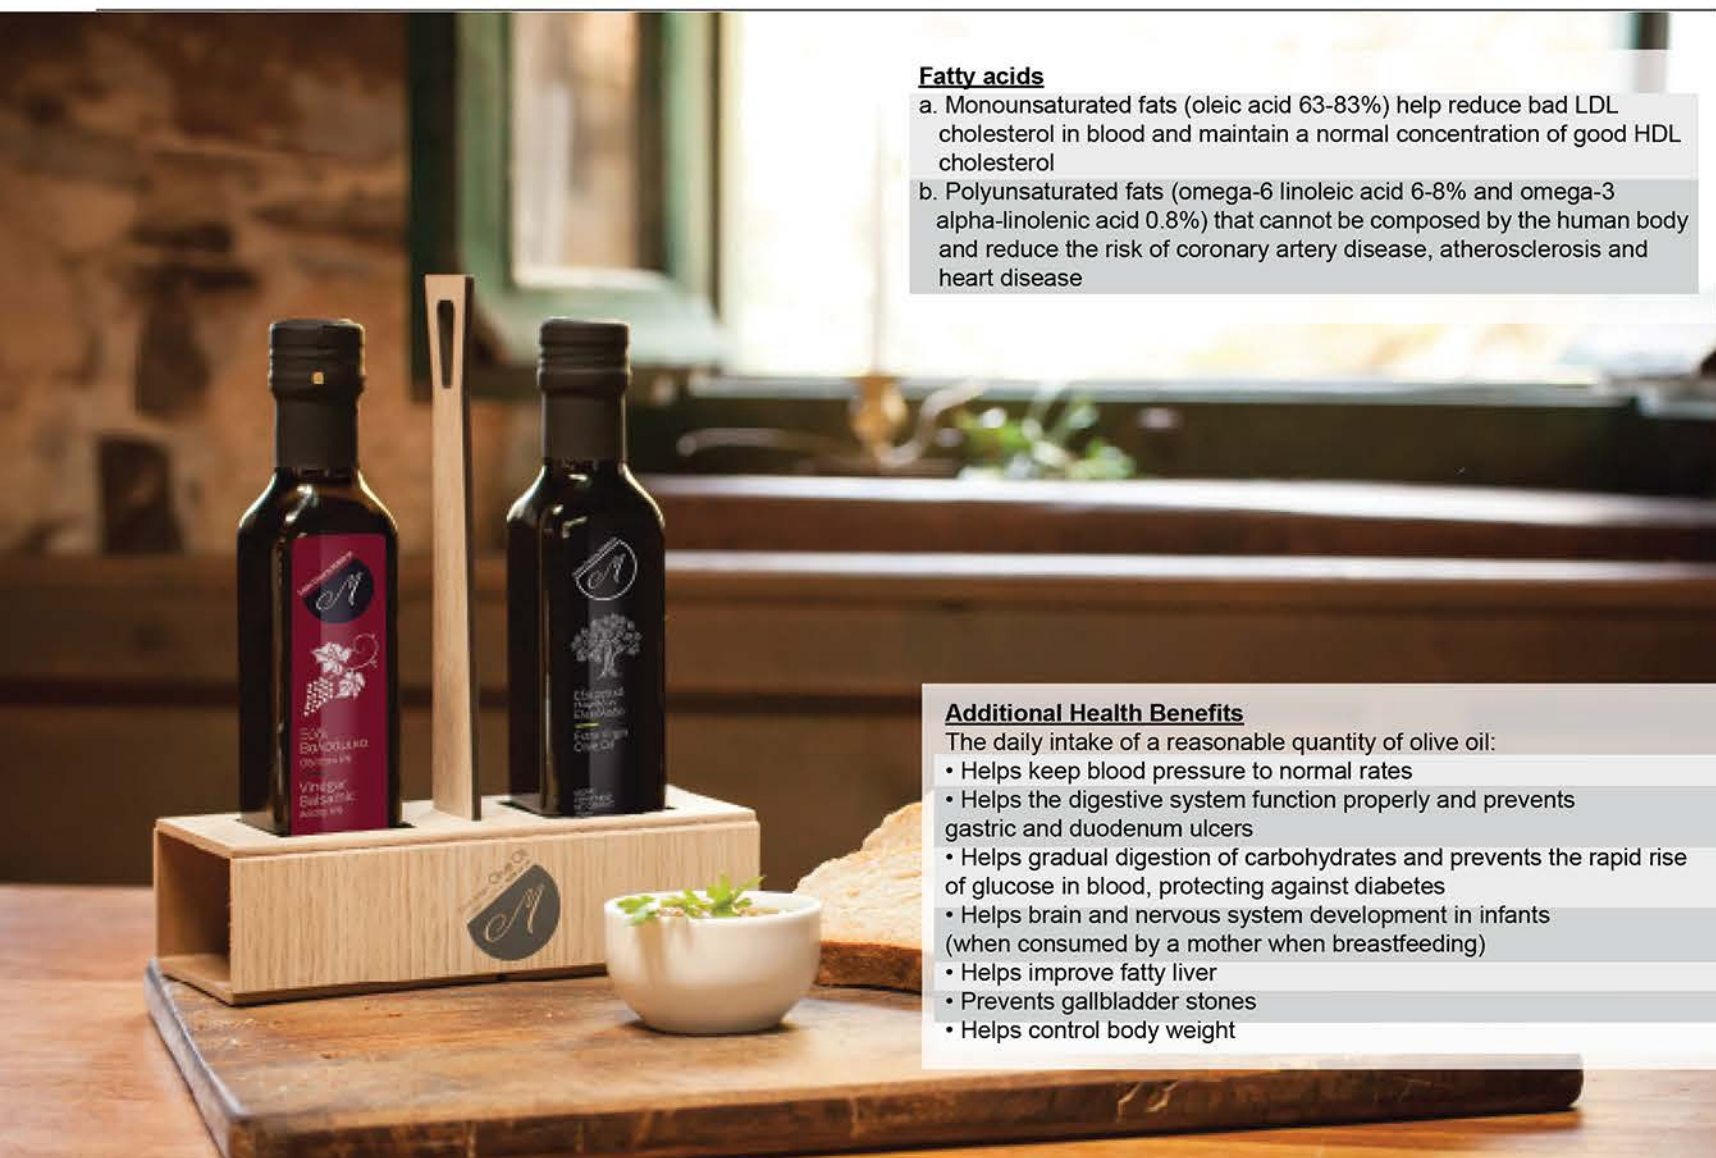 Fatty acids
a. Monounsaturated fats (oleic acid 63-83%) help reduce bad LDL
cholesterol in blood and maintain a normal concentration of good HDL
cholesterol
b. Polyunsaturated fats (omega-6 linoleic acid 6-8% and omega-3
alpha-linolenic acid 0.8%) that cannot be composed by the human body
and reduce the risk of coronary artery disease, atherosclerosis and
heart disease
Ξύδι
Βαλσάμικο
Vinegar
Balsamic
Εξαιρετικό
Παρθένο
Ελαιόλαδο
Extra Virgin
Olive Oil
Olive Oil
Additional Health Benefits
The daily intake of a reasonable quantity of olive oil:
• Helps keep blood pressure to normal rates
• Helps the digestive system function properly and prevents
gastric and duodenum ulcers
• Helps gradual digestion of carbohydrates and prevents the rapid rise
of glucose in blood, protecting against diabetes
• Helps brain and nervous system development in infants
(when consumed by a mother when breastfeeding)
• Helps improve fatty liver
• Prevents gallbladder stones
• Helps control body weight